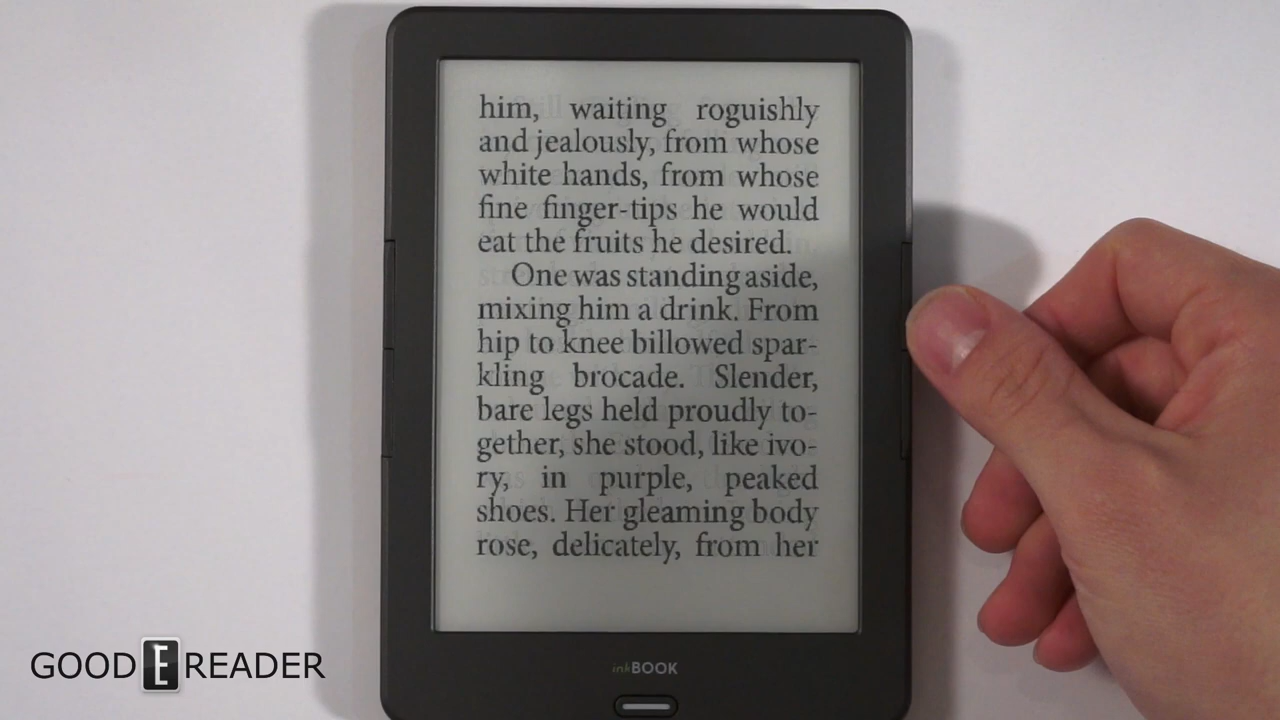 him, waiting roguishly
and jealously, from whose
white hands, from whose
fine finger-tips he would
eat the fruits he desired.
One was standing aside,
mixing him a drink. From
hip to knee billowed spar-
kling brocade. Slender,
bare legs held proudly to-
gether, she stood, like ivo-
ry, in purple, peaked
shoes. Her gleaming body
rose, delicately, from her
inkBOOK
GOOD E READER